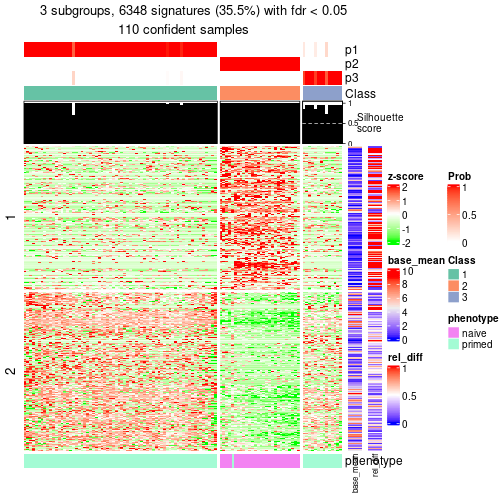 3 subgroups, 6348 signatures (35.5%) with fdr < 0.05
110 confident samples
p1
p2
p3
Class
1
0.5
0
Silhouette
score
1
2
z-score
2
1
0
-1
-2
Prob
1
0.5
0
base_mean
10
8
6
4
2
0
Class
1
2
3
phenotype
naive
primed
rel_diff
1
0.5
0
phenotype
base_mean
rel_diff